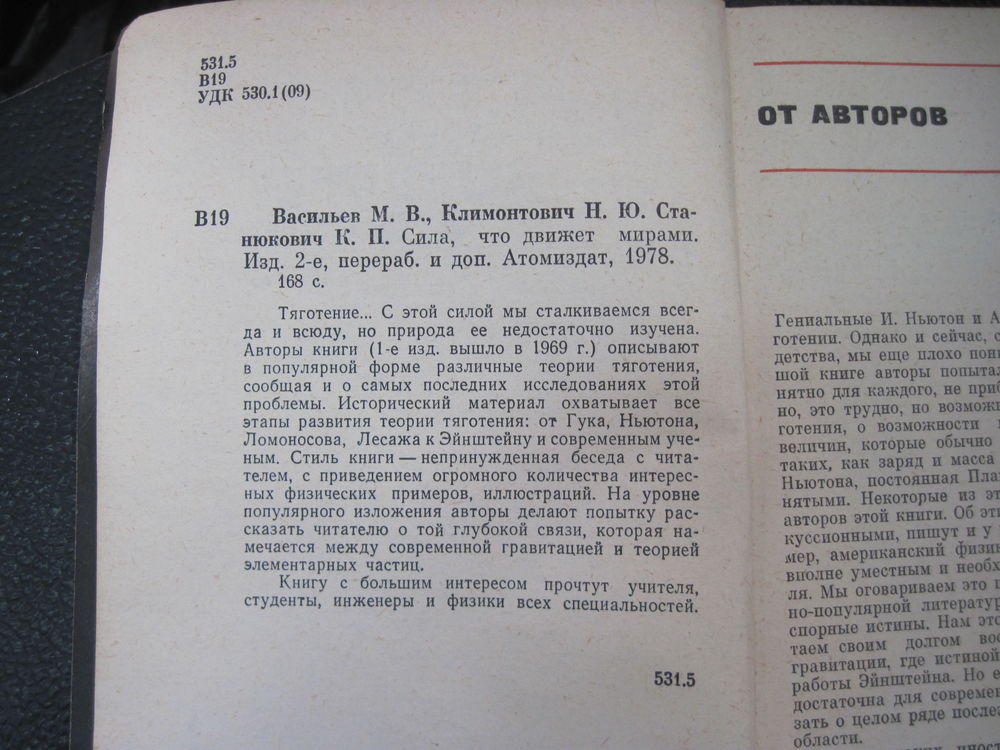 531.5
В19
УДК 530.1(09)
В19 Васильев М. В., Климонтович Н. Ю. Ста-
нюкович К. П. Сила, что движет мирами.
Изд. 2-е, перераб. и доп. Атомиздат, 1978.
168 с.
Тяготение... С этой силой мы сталкиваемся всег-
да и всюду, но природа ее недостаточно изучена.
Авторы книги (1-е изд. вышло в 1969 г.) описывают
в популярной форме различные теории тяготения,
сообщая и о самых последних исследованиях этой
проблемы. Исторический материал охватывает все
этапы развития теории тяготения: от Гука, Ньютона,
Ломоносова, Лесажа к Эйнштейну и современным уче-
ным. Стиль книги — непринужденная беседа с чита-
телем, с приведением огромного количества интерес-
ных физических примеров, иллюстраций. На уровне
популярного изложения авторы делают попытку рас-
сказать читателю о той глубокой связи, которая на-
мечается между современной гравитацией и теорией
элементарных частиц.
Книгу с большим интересом прочтут учителя,
студенты, инженеры и физики всех специальностей.
531.5
ОТ АВТОРОВ
Гениальные И. Ньютон и
готении. Однако и сейчас,
детства, мы еще плохо
шой книге авторы
нятно для каждого, не
но, это трудно, но
готения, о возможности
величин, которые обычно
таких, как заряд и масса
Ньютона, постоянная
нятыми. Некоторые из
авторов этой книги. Об
куссионными, пишут и у
мер, американский
вполне уместным и
ля. Мы оговариваем это
но-популярной
спорные истины. Нам
таем своим долгом
гравитации, где истиной
работы Эйнштейна. Но
достаточна для
зать о целом ряде
области.